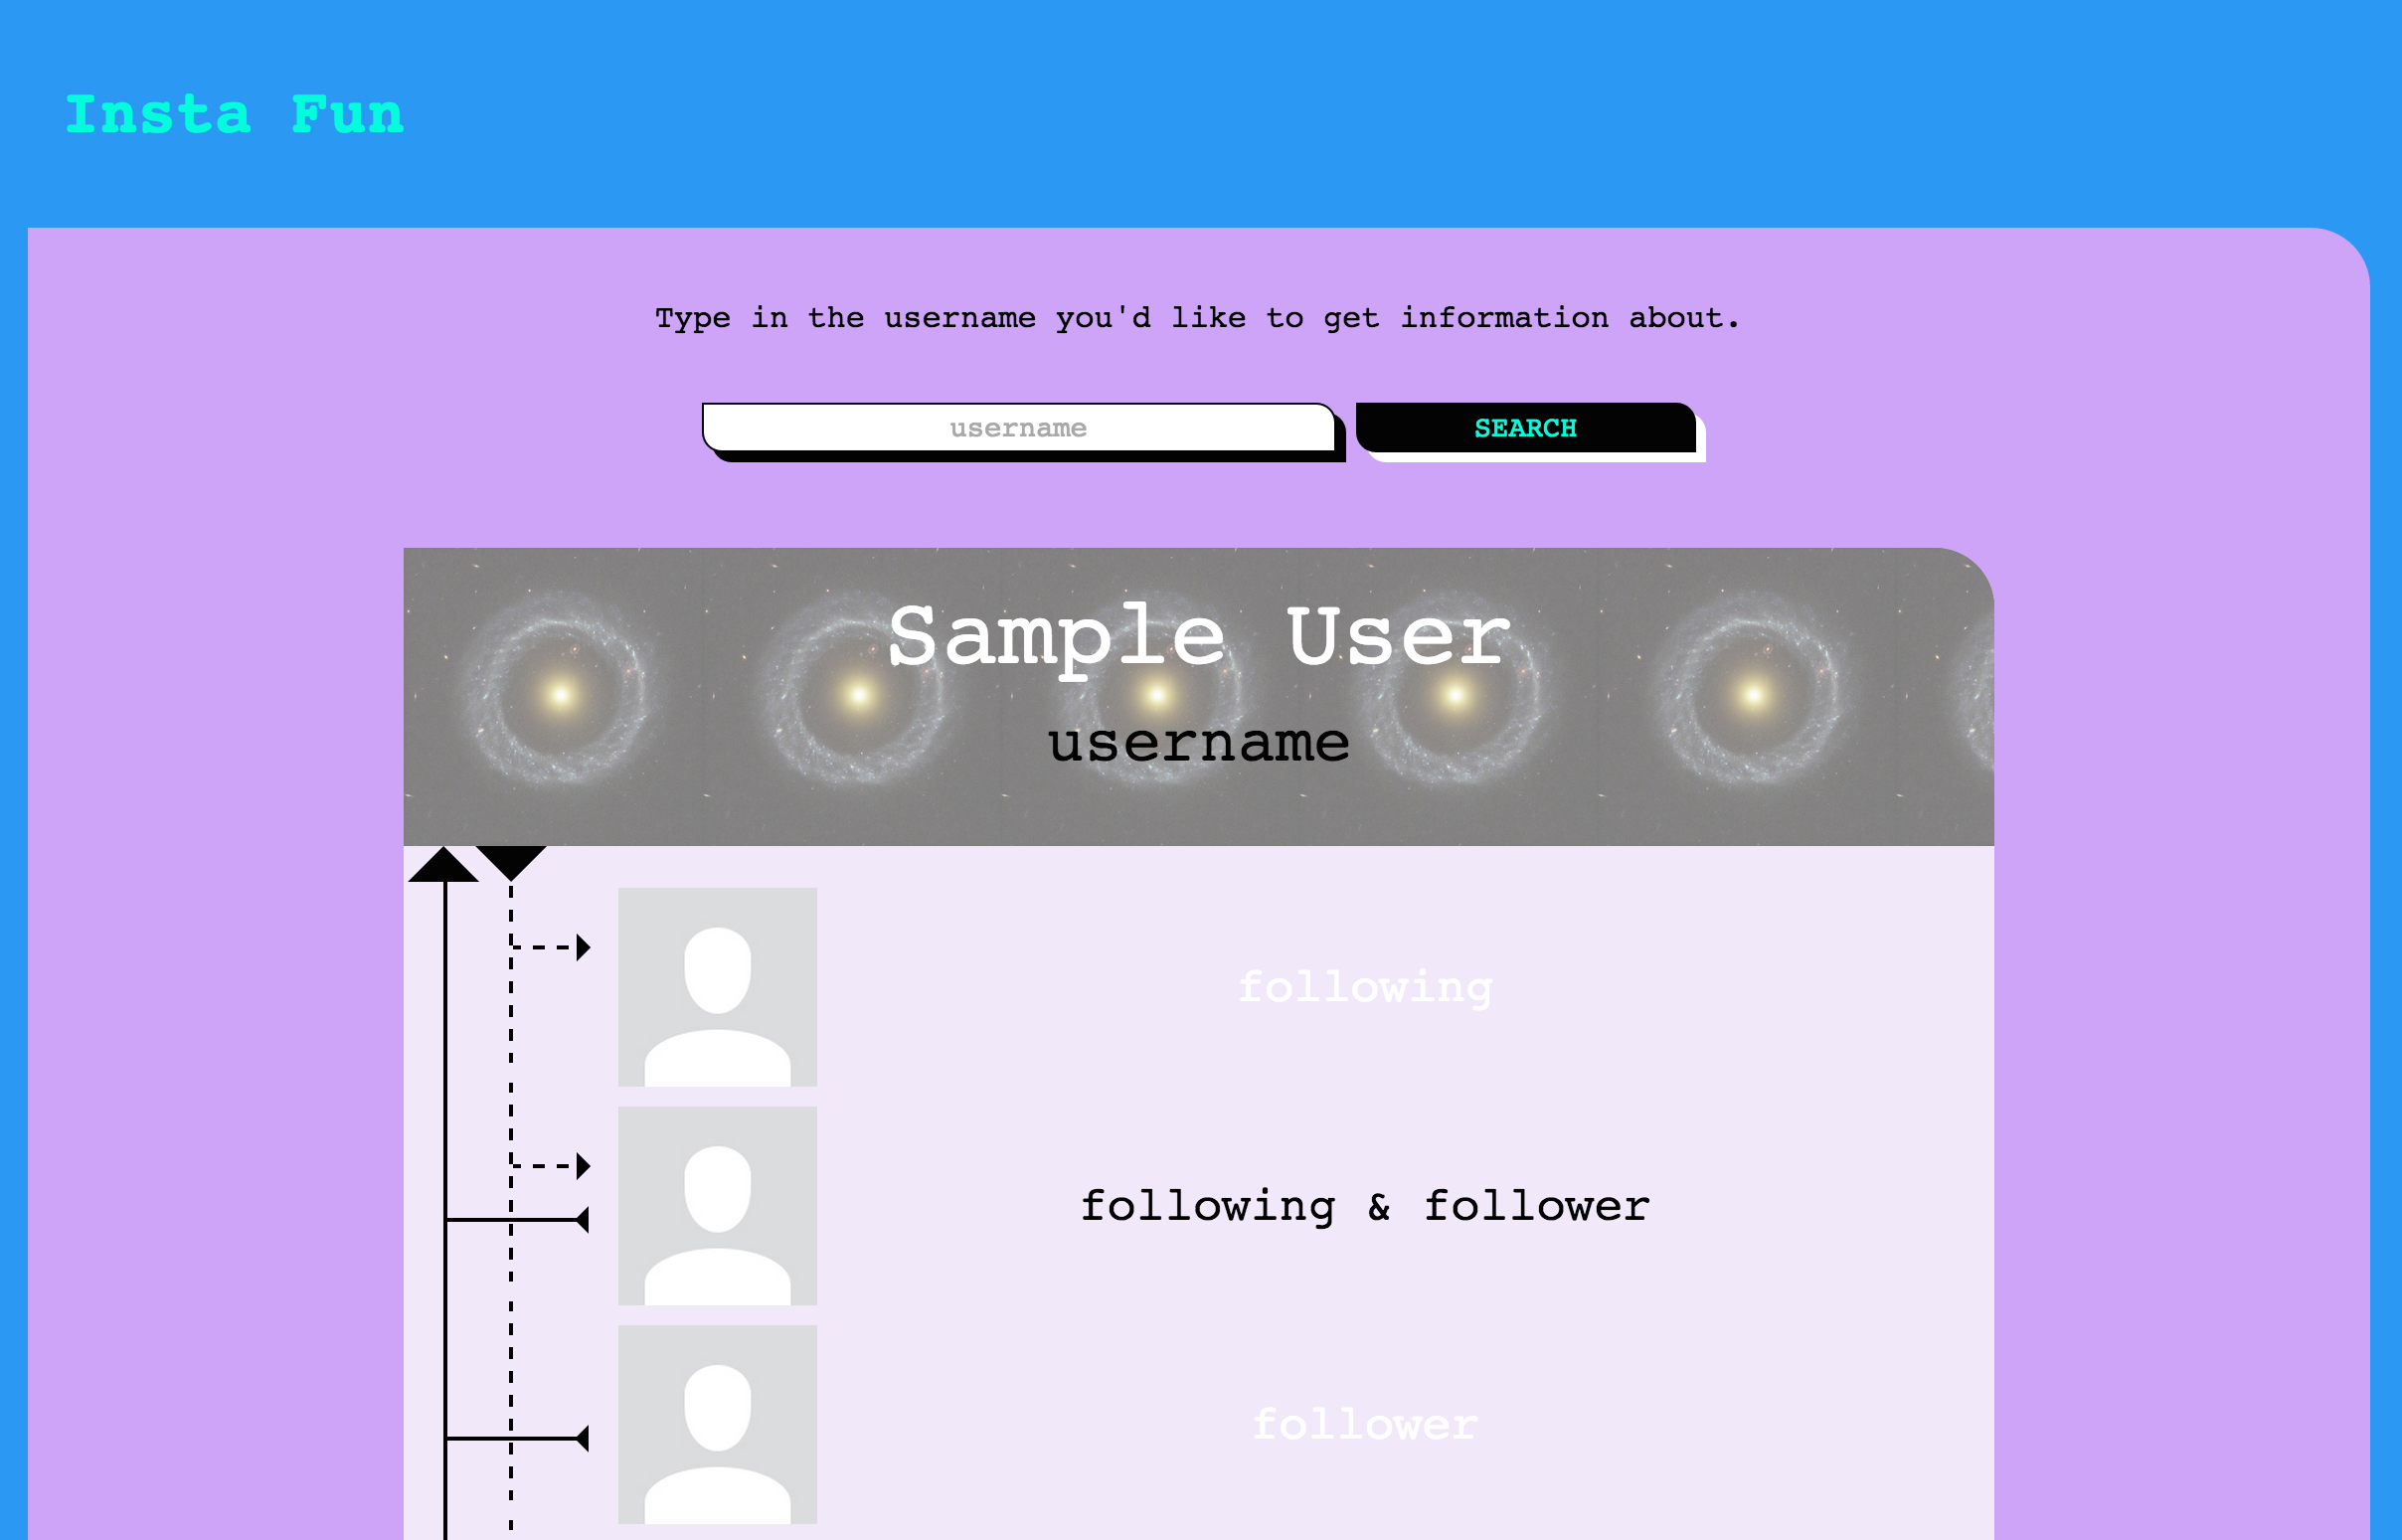 Insta Fun
Type in the username you'd like to get information about.
username
SEARCH
Sample User
username
following
following & follower
follower